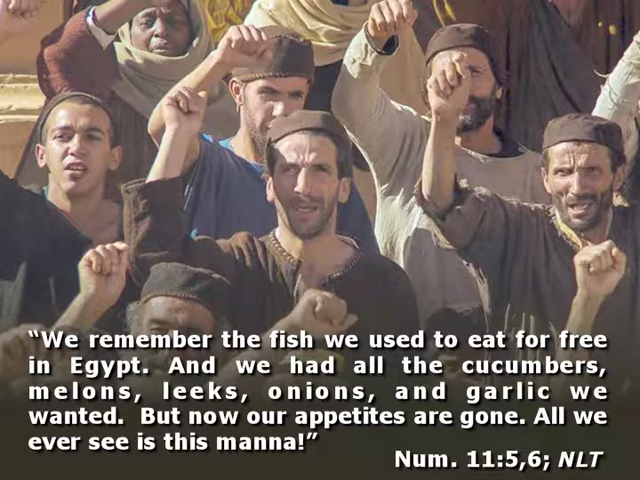 “We remember the fish we used to eat for free
in Egypt. And we had all the cucumbers,
melons, leeks, onions, and garlic we
wanted. But now our appetites are gone. All we
ever see is this manna!”
Num. 11:5,6; NLT